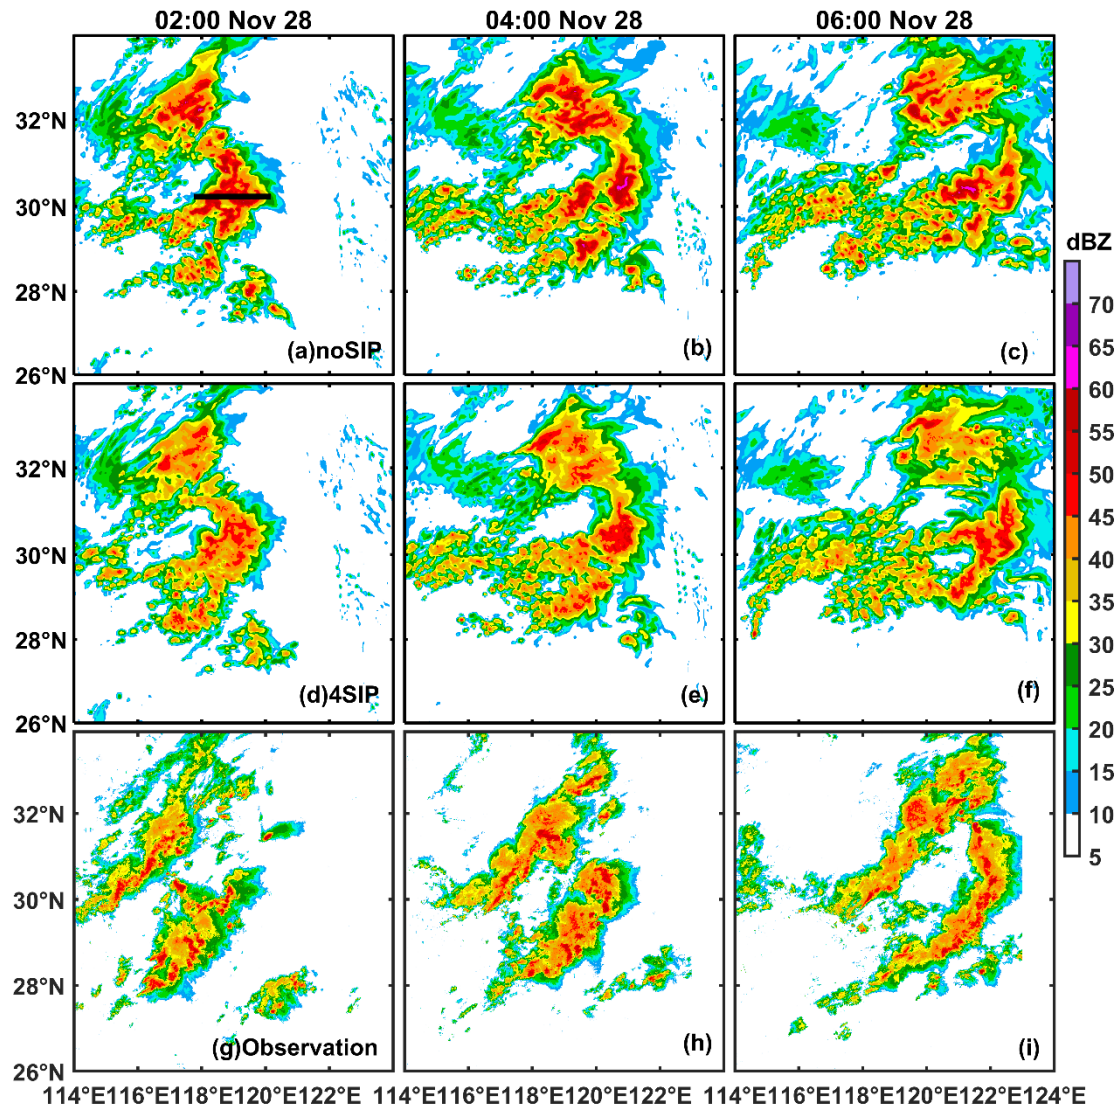 02:00 Nov 28 04:00 Nov 28 06:00 Nov 28
32°N
30°N
28°N
26°N
(a)noSIP (b) (c)
dBZ
70
65
60
55
50
45
40
35
30
25
20
15
10
5
32°N
30°N
28°N
26°N
(d)4SIP (e) (f)
32°N
30°N
28°N
26°N
(g)Observation (h) (i)
114°E116°E118°E120°E122°E114°E116°E118°E120°E122°E114°E116°E118°E120°E122°E124°E